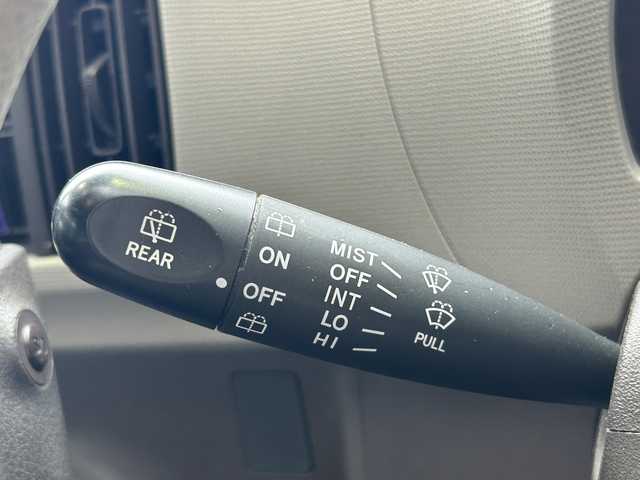 REAR
ON
OFF
MIST
OFF
INT
LO
HI
PULL